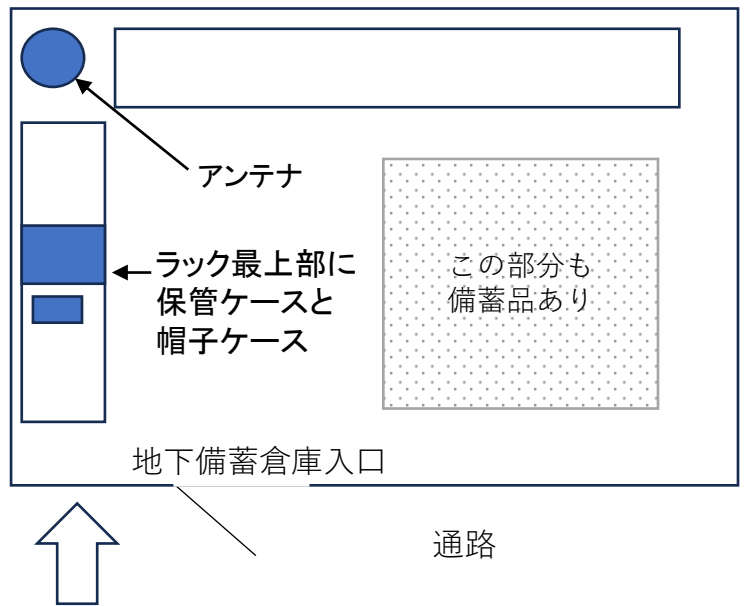 アンテナ
ラック最上部に
保管ケースと
帽子ケース
この部分も
備蓄品あり
地下備蓄倉庫入口
通路